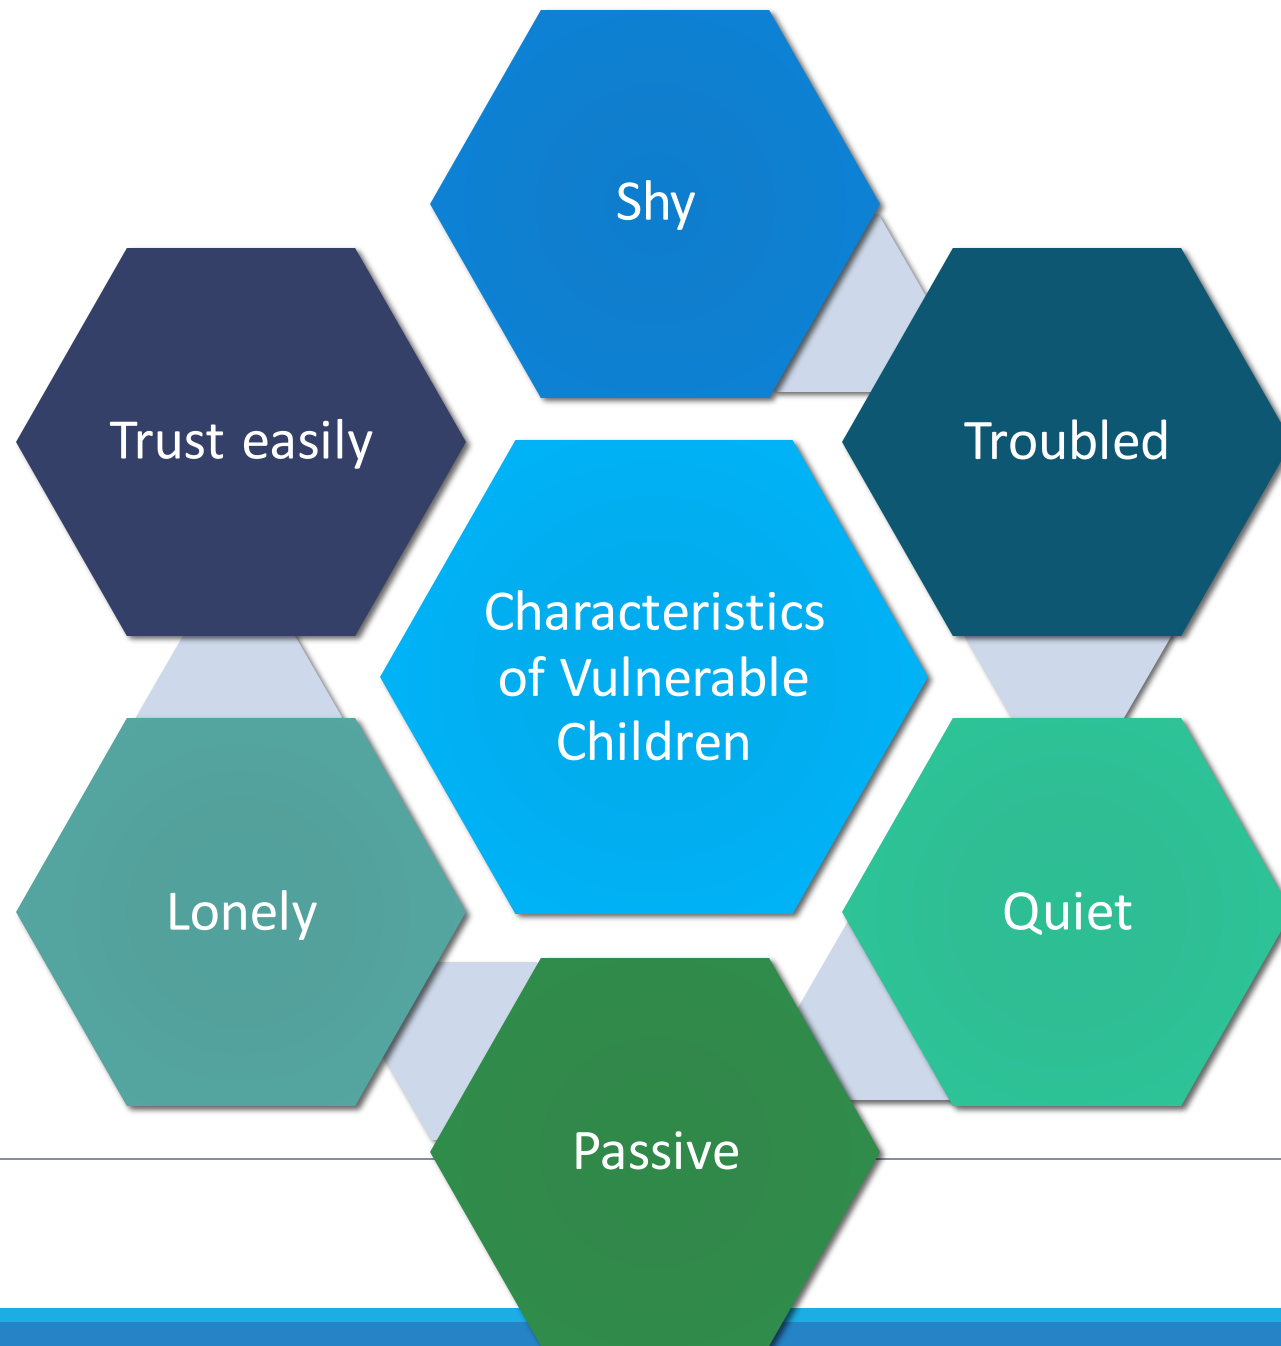 Shy
Trust easily
Troubled
Characteristics
of Vulnerable
Children
Lonely
Quiet
Passive